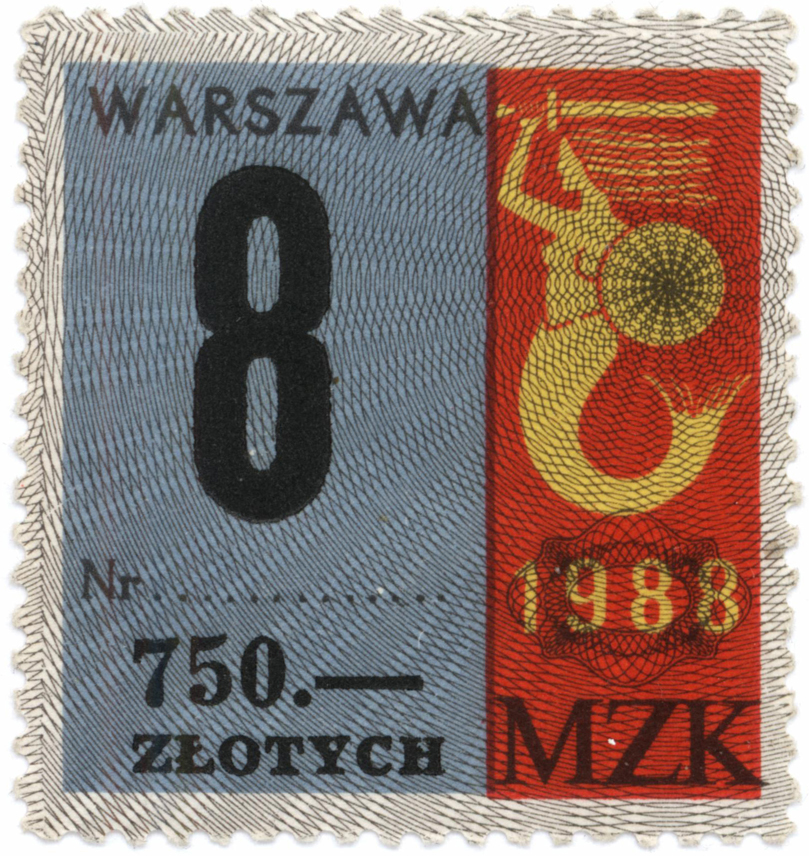 WARSZAWA
8
Nr..............
750.—
ZŁOTYCH
1988
MZK